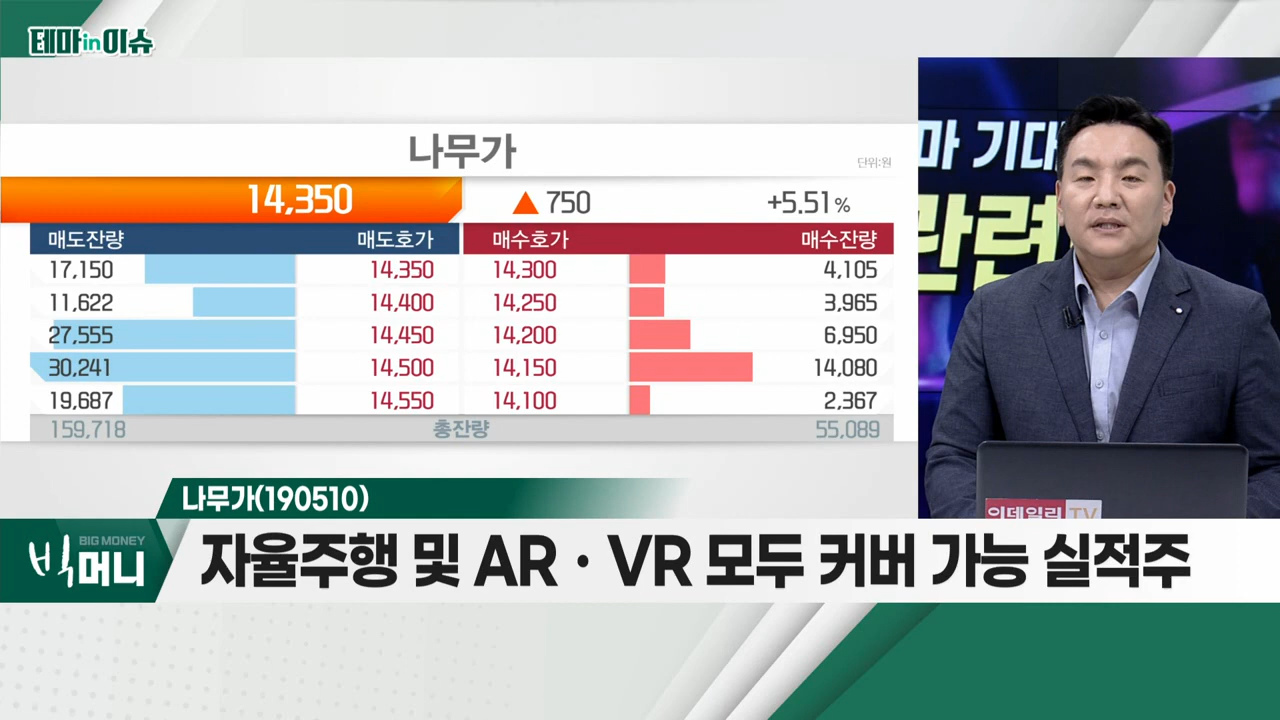 테마in이슈
마 기대
관련
나무가
단위:원
14,350 ▲ 750 +5.51%
매도잔량 매도호가 매수호가 매수잔량
17,150 14,350 14,300 4,105
11,622 14,400 14,250 3,965
27,555 14,450 14,200 6,950
30,241 14,500 14,150 14,080
19,687 14,550 14,100 2,367
159,718 총잔량 55,089
이데일리 TV
나무가(190510)
BIG MONEY
빅머니
자율주행 및 AR · VR 모두 커버 가능 실적주